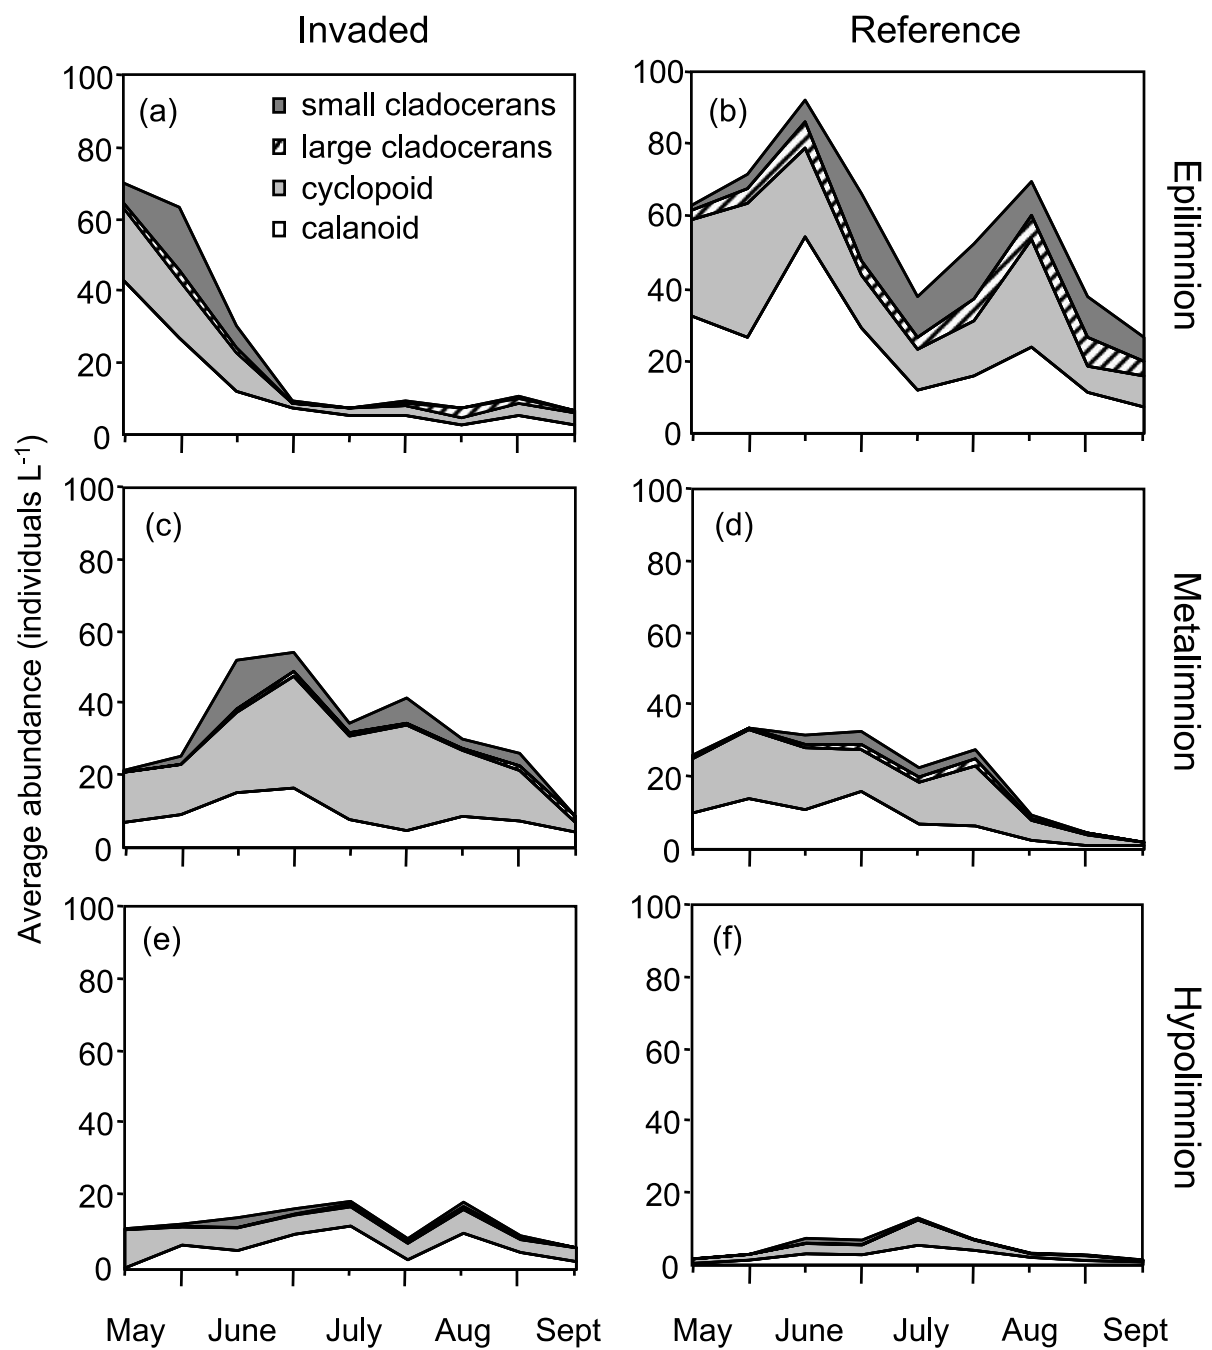 Invaded
Reference
100
80
60
40
20
0
(a)
small cladocerans
large cladocerans
cyclopoid
calanoid
100
80
60
40
20
0
(b)
Epilimnion
Average abundance (individuals L-1)
100
80
60
40
20
0
(c)
100
80
60
40
20
0
(d)
Metalimnion
100
80
60
40
20
0
(e)
100
80
60
40
20
0
(f)
Hypolimnion
May June July Aug Sept
May June July Aug Sept